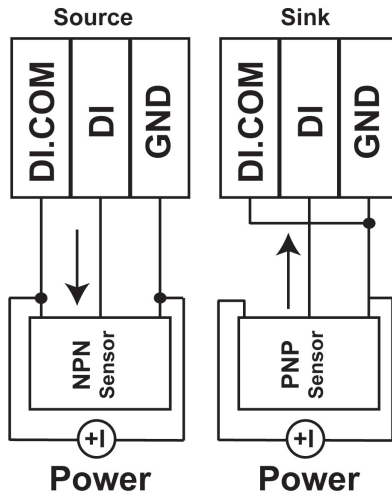 Source
Sink
DI.COM
DI
GND
DI.COM
DI
GND
NPN
Sensor
PNP
Sensor
+I
+I
Power
Power